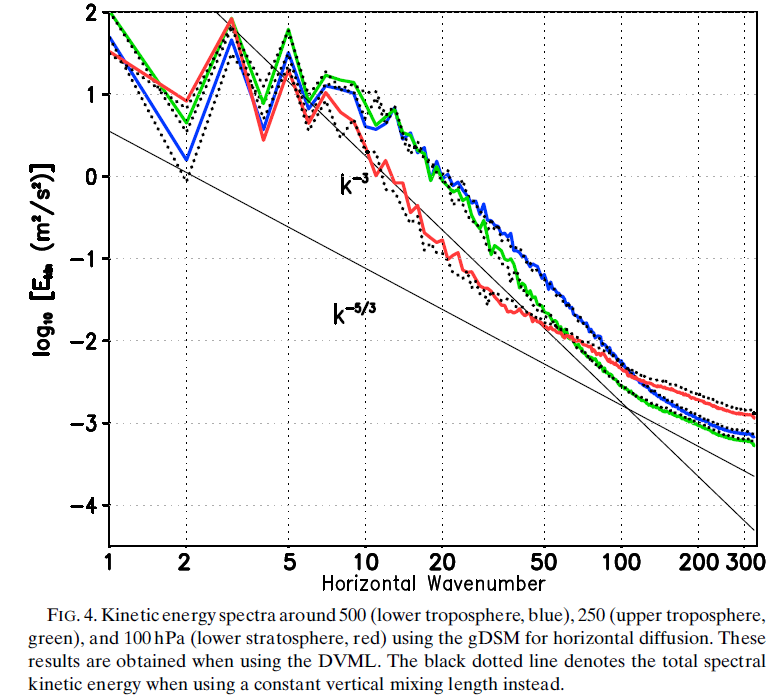 2
1
0
−1
−2
−3
−4
log₁₀ [E (m²/s²)]
k⁻³
k⁻⁵/³
1 2 5 10 20 50 100 200 300
Horizontal Wavenumber
FIG. 4. Kinetic energy spectra around 500 (lower troposphere, blue), 250 (upper troposphere,
green), and 100 hPa (lower stratosphere, red) using the gDSM for horizontal diffusion. These
results are obtained when using the DVML. The black dotted line denotes the total spectral
kinetic energy when using a constant vertical mixing length instead.